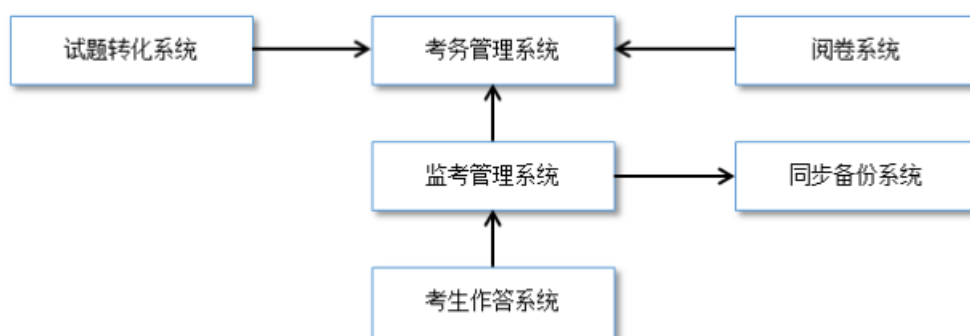 试题转化系统
考务管理系统
阅卷系统
监考管理系统
同步备份系统
考生作答系统